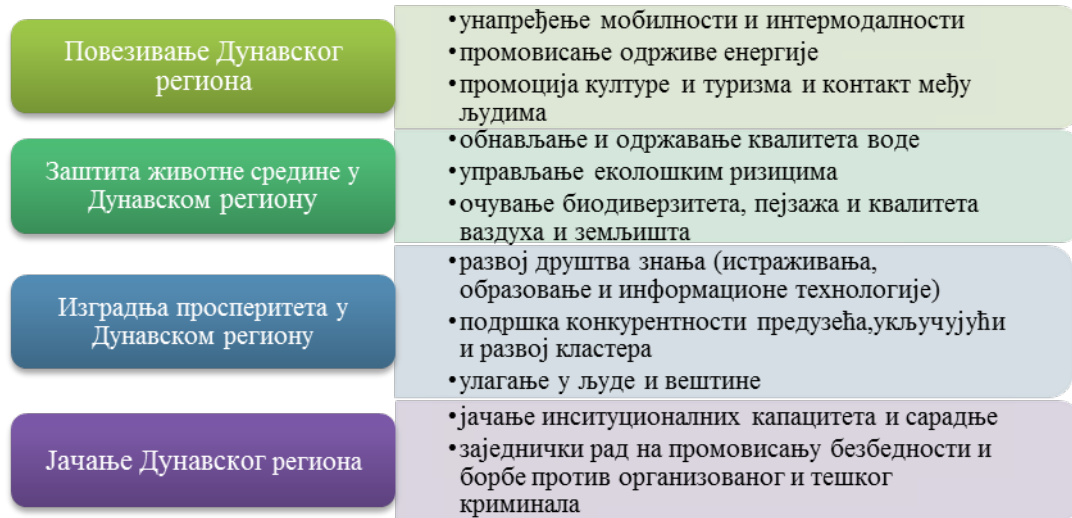 Повезивање Дунавског
региона
•унапређење мобилности и интермодалности
•промовисање одрживе енергије
•промоција културе и туризма и контакт међу
људима
Заштита животне средине у
Дунавском региону
•обнављање и одржавање квалитета воде
•управљање еколошким ризицима
•очување биодиверзитета, пејзажа и квалитета
ваздуха и земљишта
Изградња просперитета у
Дунавском региону
•развој друштва знања (истраживања,
образовање и информационе технологије)
•подршка конкурентности предузећа,укључујући
и развој кластера
•улагање у људе и вештине
Јачање Дунавског региона
•јачање инситуционалних капацитета и сарадње
•заједнички рад на промовисању безбедности и
борбе против организованог и тешког
криминала